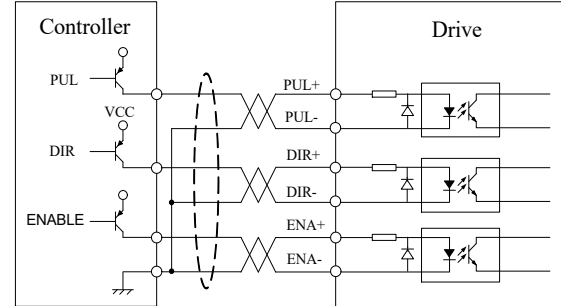 Controller
Drive
PUL
PUL+
PUL-
VCC
DIR
DIR+
DIR-
ENABLE
ENA+
ENA-